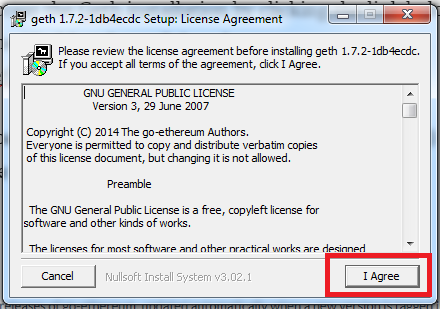 geth 1.7.2-1db4ecdc Setup: License Agreement
Please review the license agreement before installing geth 1.7.2-1db4ecdc.
If you accept all terms of the agreement, click I Agree.
GNU GENERAL PUBLIC LICENSE
Version 3, 29 June 2007
Copyright (C) 2014 The go-ethereum Authors.
Everyone is permitted to copy and distribute verbatim copies
of this license document, but changing it is not allowed.
Preamble
The GNU General Public License is a free, copyleft license for
software and other kinds of works.
The licenses for most software and other practical works are designed
Cancel
Nullsoft Install System v3.02.1
I Agree